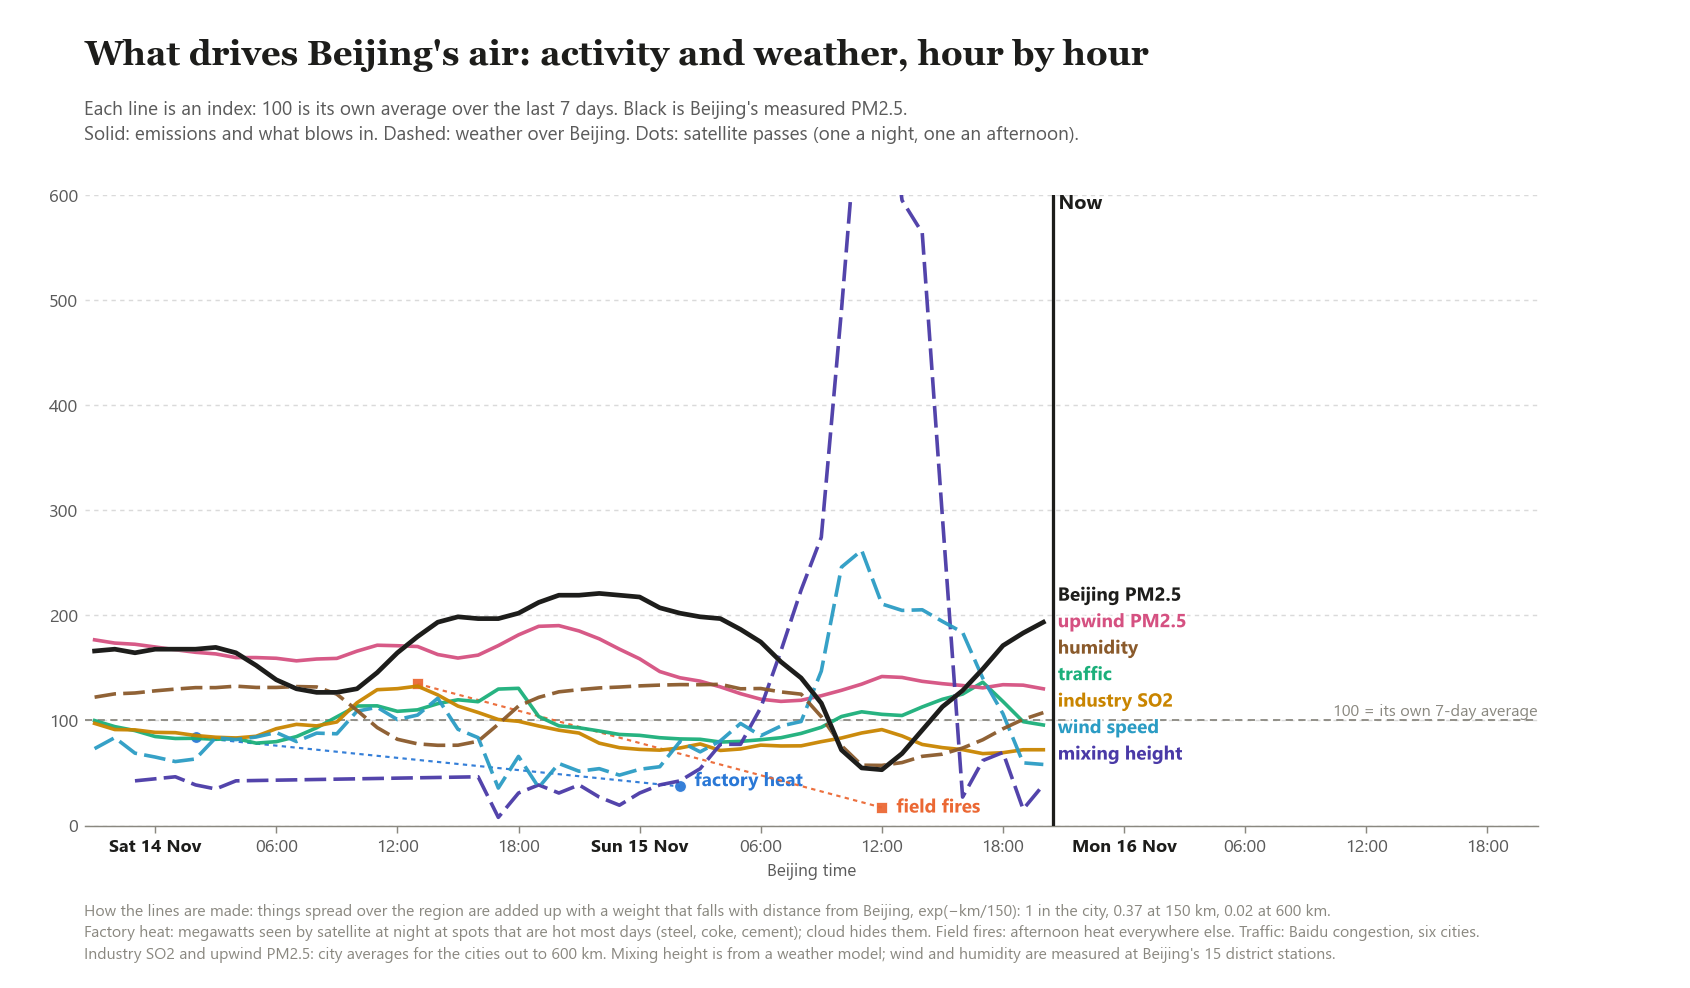 What drives Beijing's air: activity and weather, hour by hour
Each line is an index: 100 is its own average over the last 7 days. Black is Beijing's measured PM2.5.
Solid: emissions and what blows in. Dashed: weather over Beijing. Dots: satellite passes (one a night, one an afternoon).
600
Now
500
400
300
200
100
0
Beijing PM2.5
upwind PM2.5
humidity
traffic
industry SO2
100 = its own 7-day average
wind speed
mixing height
factory heat
field fires
Sat 14 Nov 06:00 12:00 18:00 Sun 15 Nov 06:00 12:00 18:00 Mon 16 Nov 06:00 12:00 18:00
Beijing time
How the lines are made: things spread over the region are added up with a weight that falls with distance from Beijing, exp(−km/150): 1 in the city, 0.37 at 150 km, 0.02 at 600 km.
Factory heat: megawatts seen by satellite at night at spots that are hot most days (steel, coke, cement); cloud hides them. Field fires: afternoon heat everywhere else. Traffic: Baidu congestion, six cities.
Industry SO2 and upwind PM2.5: city averages for the cities out to 600 km. Mixing height is from a weather model; wind and humidity are measured at Beijing's 15 district stations.